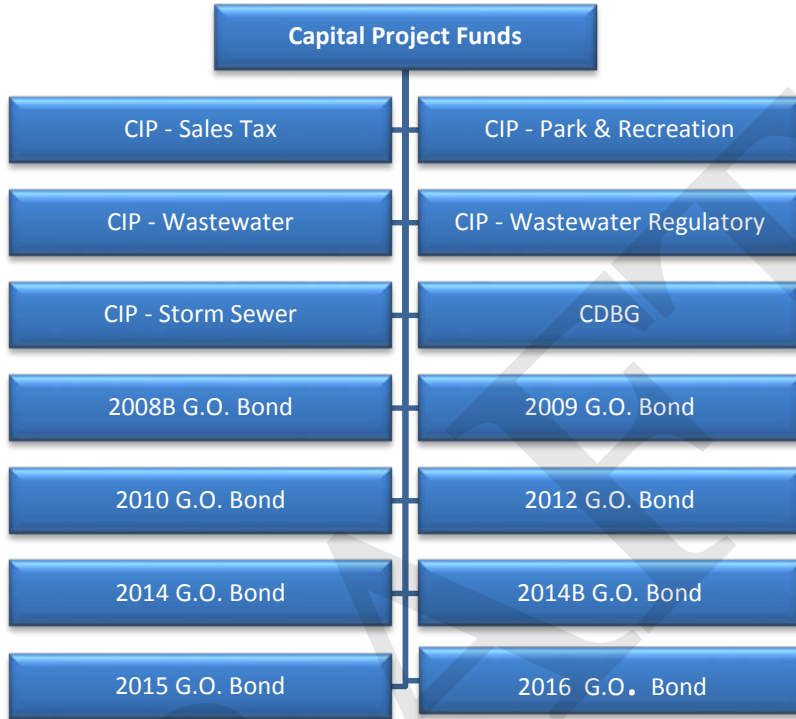 Capital Project Funds
CIP - Sales Tax
CIP - Park & Recreation
CIP - Wastewater
CIP - Wastewater Regulatory
CIP - Storm Sewer
CDBG
2008B G.O. Bond
2009 G.O. Bond
2010 G.O. Bond
2012 G.O. Bond
2014 G.O. Bond
2014B G.O. Bond
2015 G.O. Bond
2016 G.O. Bond